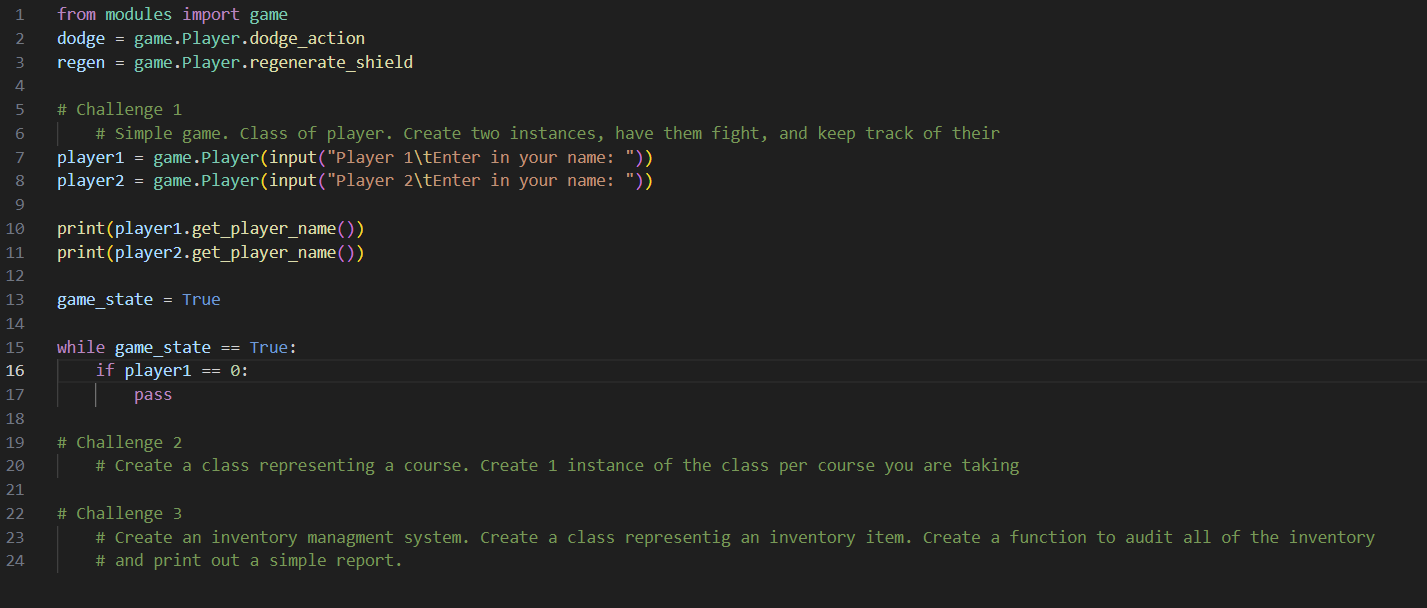 1 from modules import game
2 dodge = game.Player.dodge_action
3 regen = game.Player.regenerate_shield
4
5 # Challenge 1
6     # Simple game. Class of player. Create two instances, have them fight, and keep track of their
7 player1 = game.Player(input("Player 1\tEnter in your name: "))
8 player2 = game.Player(input("Player 2\tEnter in your name: "))
9
10 print(player1.get_player_name())
11 print(player2.get_player_name())
12
13 game_state = True
14
15 while game_state == True:
16     if player1 == 0:
17         pass
18
19 # Challenge 2
20     # Create a class representing a course. Create 1 instance of the class per course you are taking
21
22 # Challenge 3
23     # Create an inventory managment system. Create a class representig an inventory item. Create a function to audit all of the inventory
24     # and print out a simple report.